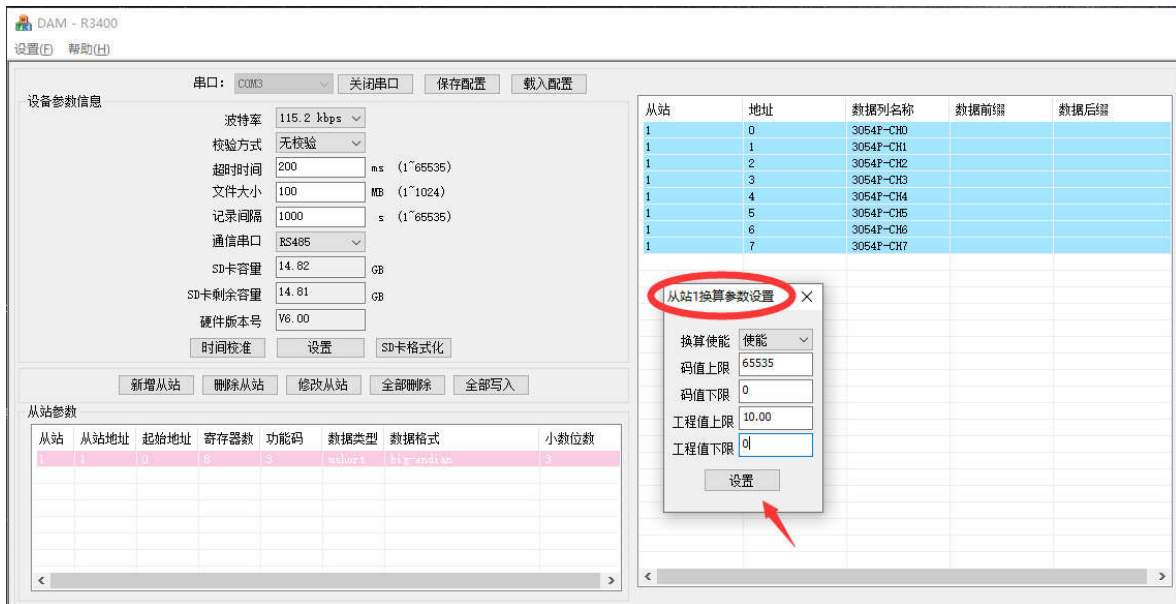 DAM - R3400
设置(F) 帮助(H)
串口: COM3 关闭串口 保存配置 载入配置
设备参数信息
波特率 115.2 kbps
校验方式 无校验
超时时间 200 ms (1~65535)
文件大小 100 MB (1~1024)
记录间隔 1000 s (1~65535)
通信串口 RS485
SD卡容量 14.82 GB
SD卡剩余容量 14.81 GB
硬件版本号 V6.00
时间校准 设置 SD卡格式化
新增从站 删除从站 修改从站 全部删除 全部写入
从站参数
从站 从站地址 起始地址 寄存器数 功能码 数据类型 数据格式 小数位数
1 1 0 8 3 ushort big-endian 3
从站 地址 数据列名称 数据前缀 数据后缀
1 0 3054P-CH0
1 1 3054P-CH1
1 2 3054P-CH2
1 3 3054P-CH3
1 4 3054P-CH4
1 5 3054P-CH5
1 6 3054P-CH6
1 7 3054P-CH7
从站1换算参数设置
换算使能 使能
码值上限 65535
码值下限 0
工程值上限 10.00
工程值下限 0
设置